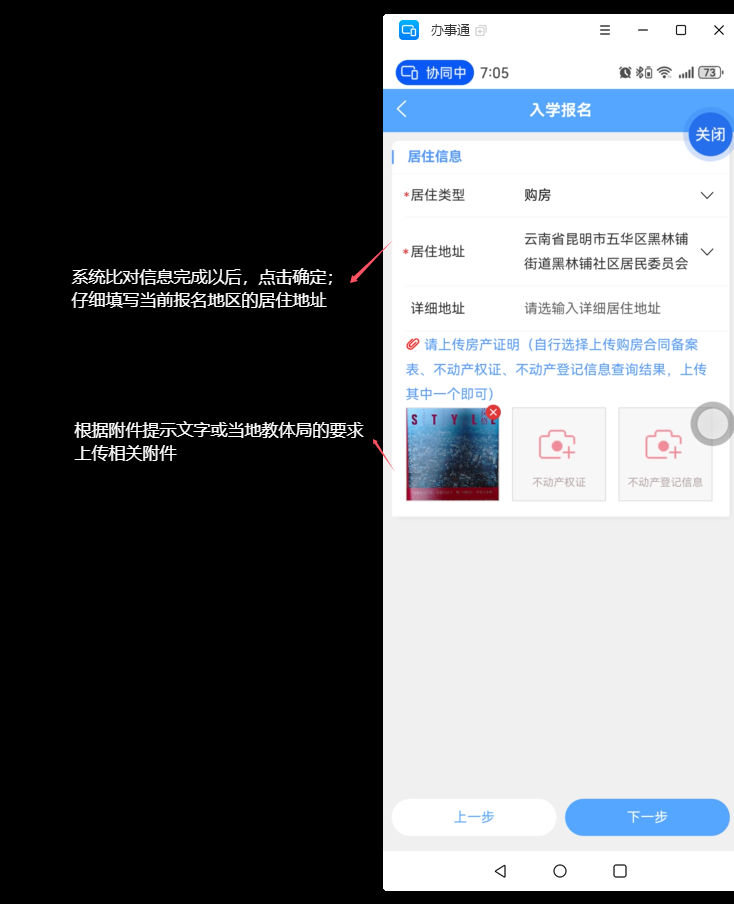 办事通
协同中 7:05
73
入学报名
关闭
居住信息
*居住类型 购房
*居住地址 云南省昆明市五华区黑林铺
街道黑林铺社区居民委员会
系统比对信息完成以后，点击确定；
仔细填写当前报名地区的居住地址
详细地址 请选输入详细居住地址
请上传房产证明（自行选择上传购房合同备案
表、不动产权证、不动产登记信息查询结果，上传
其中一个即可）
根据附件提示文字或当地教体局的要求
上传相关附件
STYLE
不动产权证 不动产登记信息
上一步 下一步